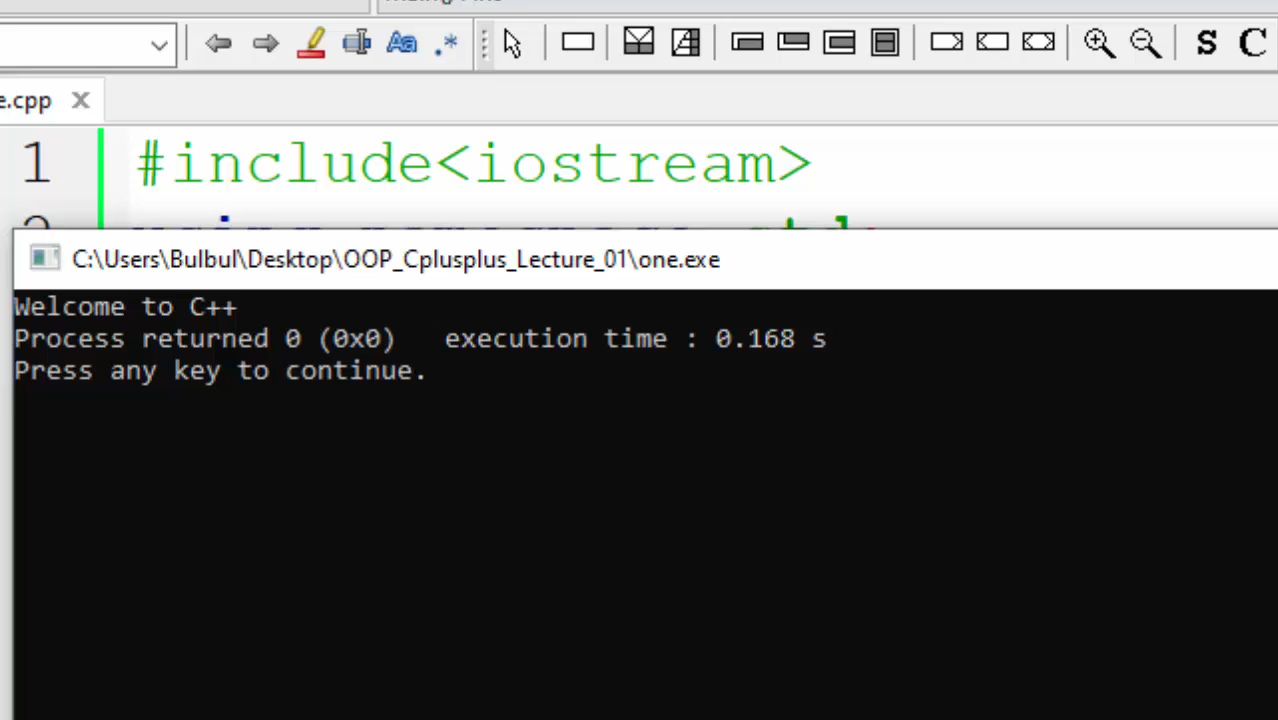 S C
e.cpp
1 #include<iostream>
C:\Users\Bulbul\Desktop\OOP_Cplusplus_Lecture_01\one.exe
Welcome to C++
Process returned 0 (0x0)   execution time : 0.168 s
Press any key to continue.